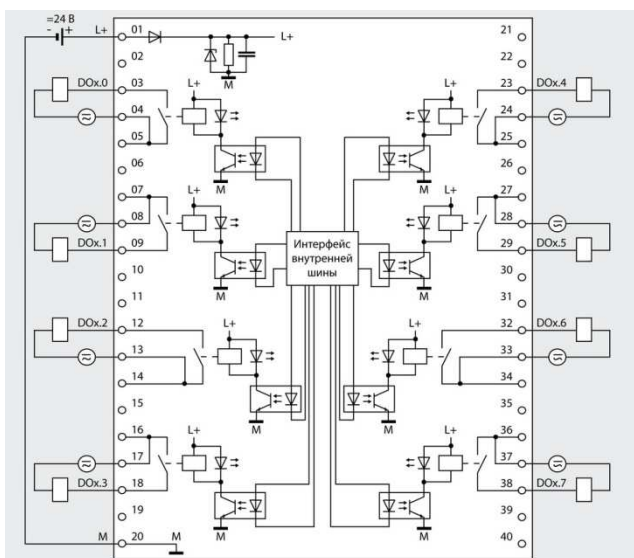 =24 В
- +
L+
01
L+
M
21
02
22
03
DOx.0
L+
L+
23
DOx.4
04
24
05
25
M
M
06
26
07
L+
L+
27
08
28
09
DOx.1
29
DOx.5
Интерфейс
внутренней
шины
10
M
M
30
11
31
DOx.2
12
L+
L+
32
DOx.6
13
33
14
34
15
M
M
35
16
L+
L+
36
17
37
DOx.3
18
38
DOx.7
19
M
M
39
M
20
M
40